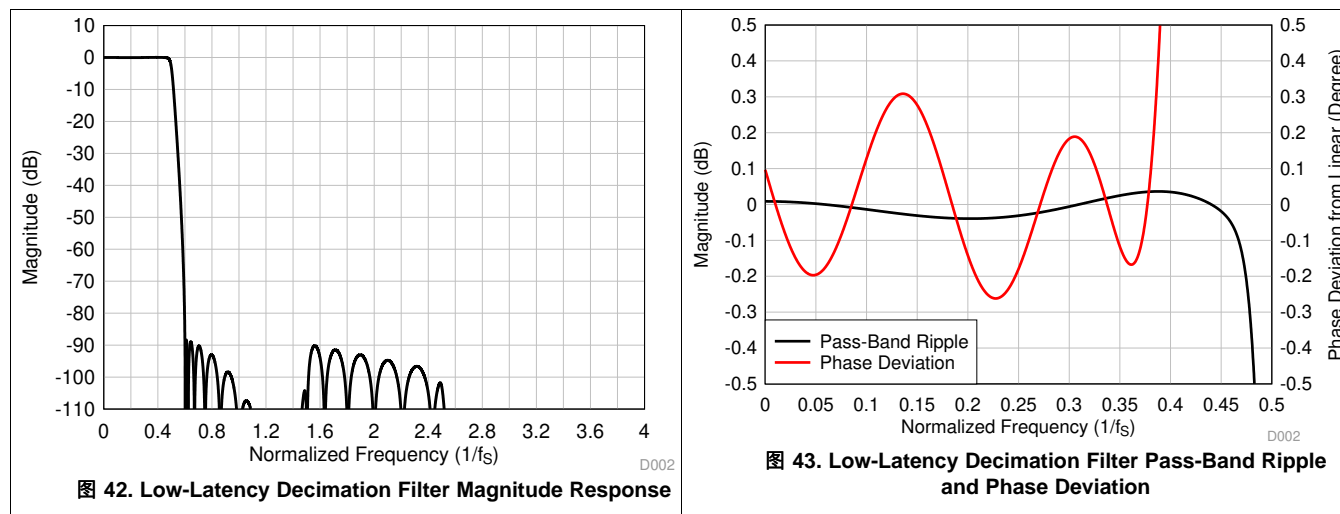 10
0
-10
-20
-30
-40
-50
-60
-70
-80
-90
-100
-110
Magnitude (dB)
0 0.4 0.8 1.2 1.6 2 2.4 2.8 3.2 3.6 4
Normalized Frequency (1/fS)
D002
图 42. Low-Latency Decimation Filter Magnitude Response
0.5
0.4
0.3
0.2
0.1
0
-0.1
-0.2
-0.3
-0.4
-0.5
Magnitude (dB)
Pass-Band Ripple
Phase Deviation
0.5
0.4
0.3
0.2
0.1
0
-0.1
-0.2
-0.3
-0.4
-0.5
Phase Deviation from Linear (Degree)
0 0.05 0.1 0.15 0.2 0.25 0.3 0.35 0.4 0.45 0.5
Normalized Frequency (1/fS)
D002
图 43. Low-Latency Decimation Filter Pass-Band Ripple
and Phase Deviation